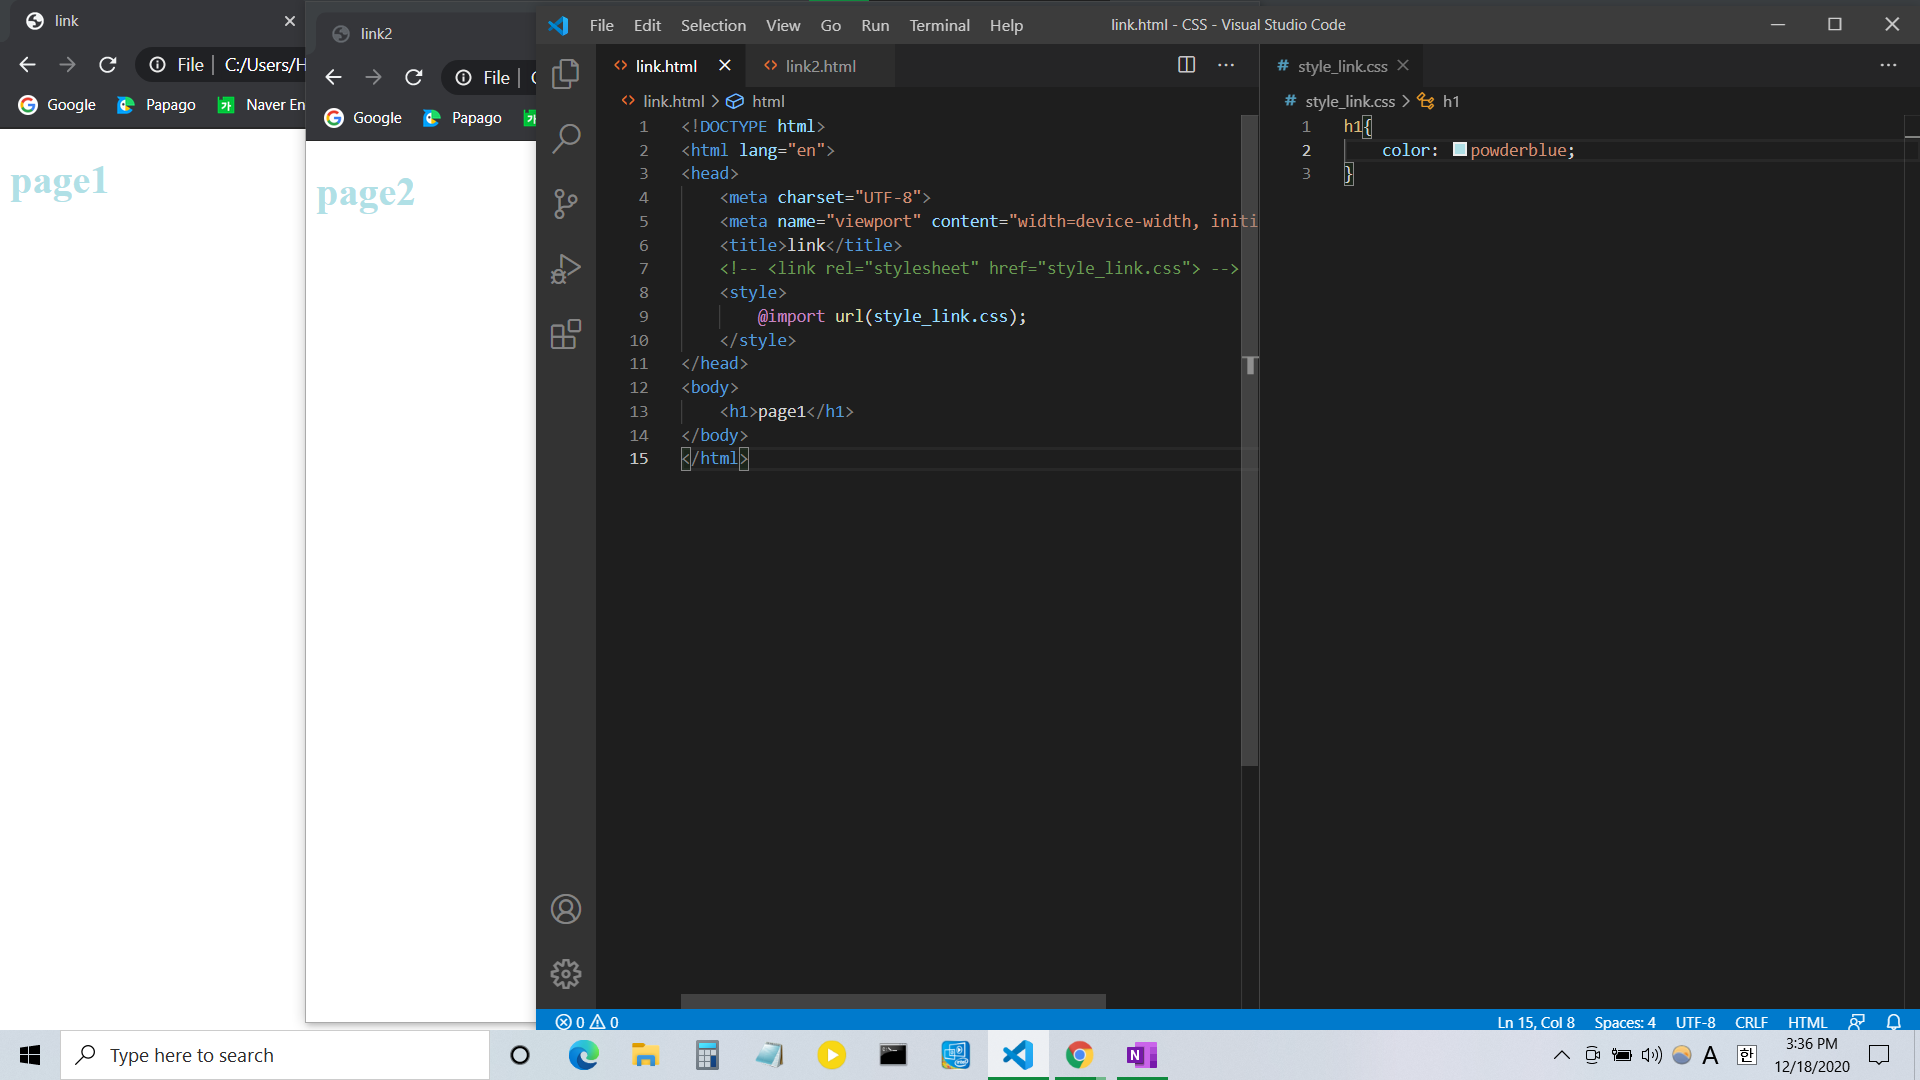 link
File
C:/Users/H
Google
Papago
Naver En
page1
link2
File
Google
Papago
page2
File Edit Selection View Go Run Terminal Help
link.html - CSS - Visual Studio Code
link.html
link2.html
link.html > html
1 <!DOCTYPE html>
2 <html lang="en">
3 <head>
4 <meta charset="UTF-8">
5 <meta name="viewport" content="width=device-width, initi
6 <title>link</title>
7 <!-- <link rel="stylesheet" href="style_link.css"> -->
8 <style>
9 @import url(style_link.css);
10 </style>
11 </head>
12 <body>
13 <h1>page1</h1>
14 </body>
15 </html>
# style_link.css
# style_link.css > h1
1 h1{
2 color: powderblue;
3 }
0 0
Ln 15, Col 8
Spaces: 4
UTF-8
CRLF
HTML
Type here to search
A
한
3:36 PM
12/18/2020